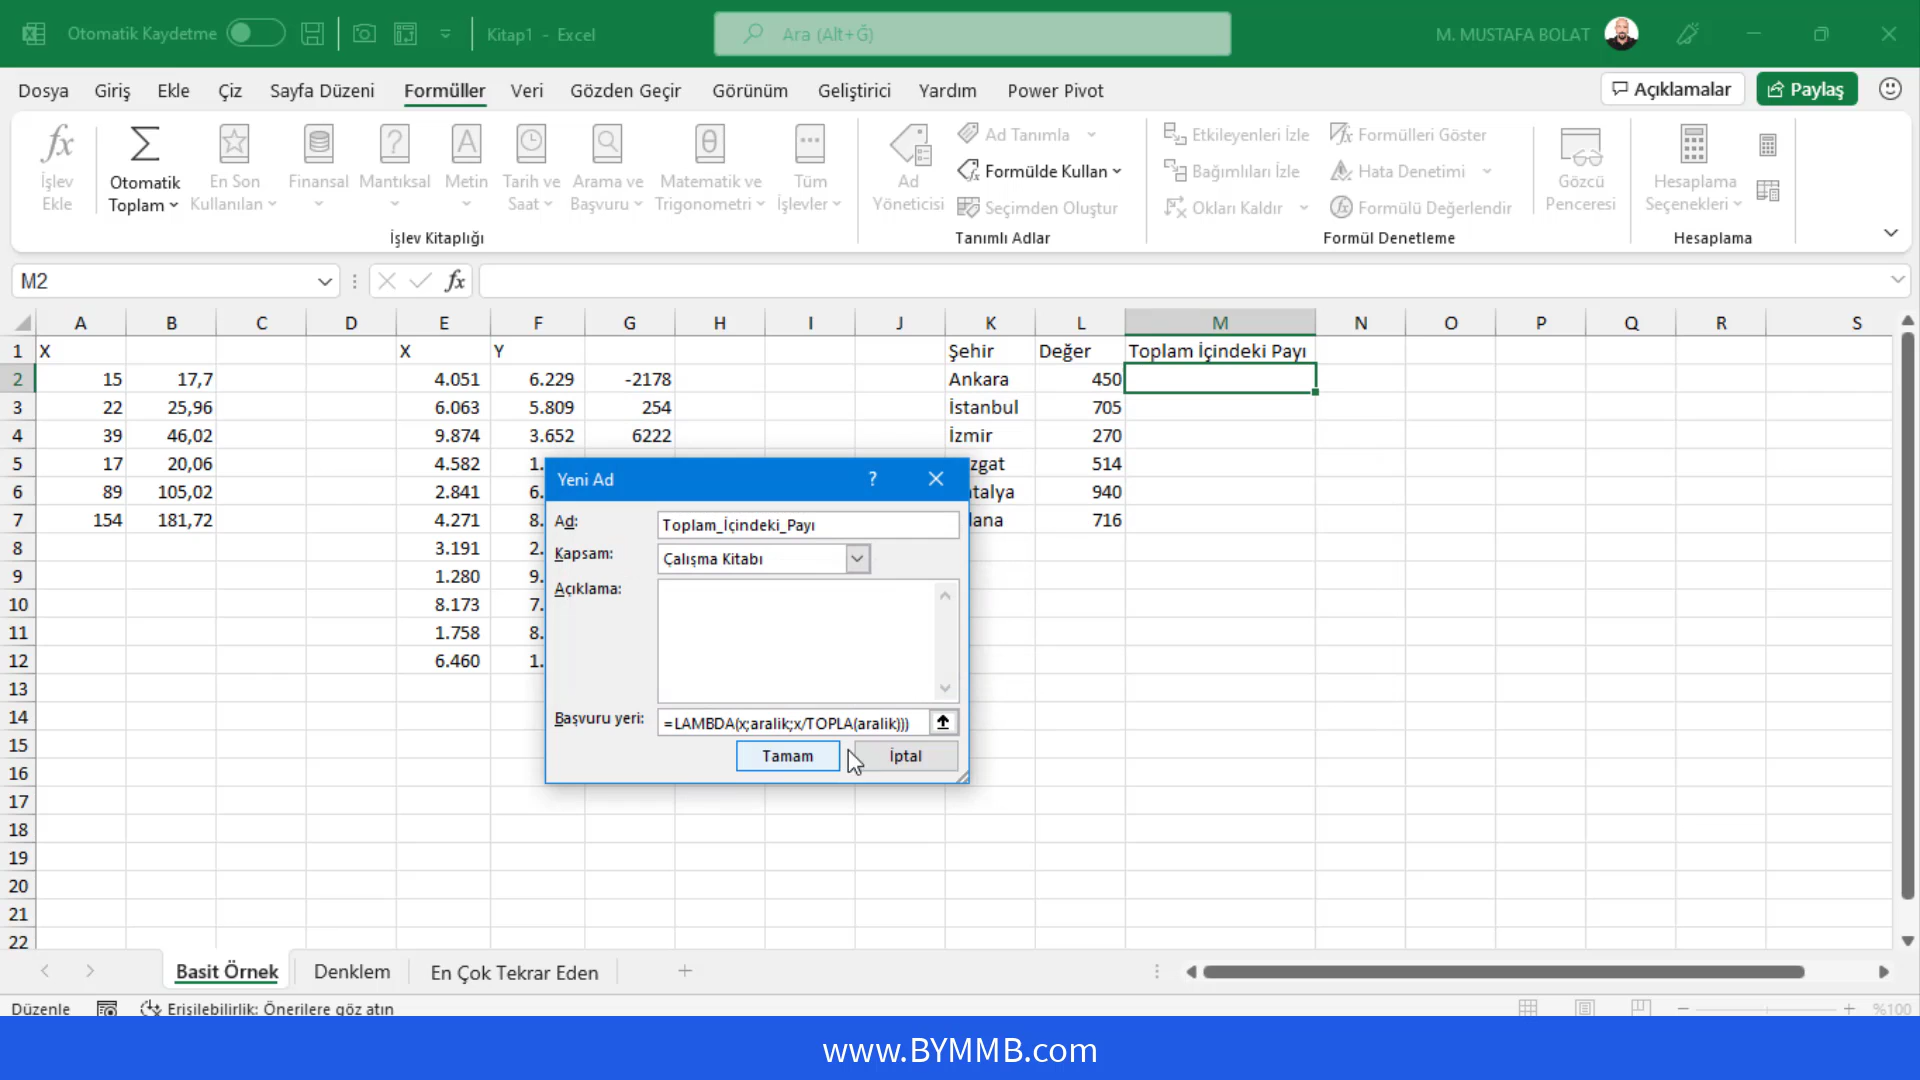 Otomatik Kaydetme
Kitap1 - Excel
Ara (Alt+Ğ)
M. MUSTAFA BOLAT
Dosya Giriş Ekle Çiz Sayfa Düzeni Formüller Veri Gözden Geçir Görünüm Geliştirici Yardım Power Pivot Açıklamalar Paylaş
İşlev Ekle
Otomatik Toplam
En Son Kullanılan
Finansal
Mantıksal
Metin
Tarih ve Saat
Arama ve Başvuru
Matematik ve Trigonometri
Tüm İşlevler
İşlev Kitaplığı
Ad Yöneticisi
Ad Tanımla
Formülde Kullan
Seçimden Oluştur
Tanımlı Adlar
Etkileyenleri İzle
Bağımlıları İzle
Okları Kaldır
Formülleri Göster
Hata Denetimi
Formülü Değerlendir
Formül Denetleme
Gözcü Penceresi
Hesaplama Seçenekleri
Hesaplama
M2
fx
A B C D E F G H I J K L M N O P Q R S
1 X X Y Şehir Değer Toplam İçindeki Payı
2 15 17,7 4.051 6.229 -2178 Ankara 450
3 22 25,96 6.063 5.809 254 İstanbul 705
4 39 46,02 9.874 3.652 6222 İzmir 270
5 17 20,06 4.582 1. zgat 514
6 89 105,02 2.841 6. talya 940
7 154 181,72 4.271 8. lana 716
8 3.191 2.
9 1.280 9.
10 8.173 7.
11 1.758 8.
12 6.460 1.
13
14
15
16
17
18
19
20
21
22
Yeni Ad ?
Ad: Toplam_İçindeki_Payı
Kapsam: Çalışma Kitabı
Açıklama:
Başvuru yeri: =LAMBDA(x;aralik;x/TOPLA(aralik)))
Tamam İptal
Basit Örnek Denklem En Çok Tekrar Eden
Düzenle Erişilebilirlik: Önerilere göz atın %100
www.BYMMB.com